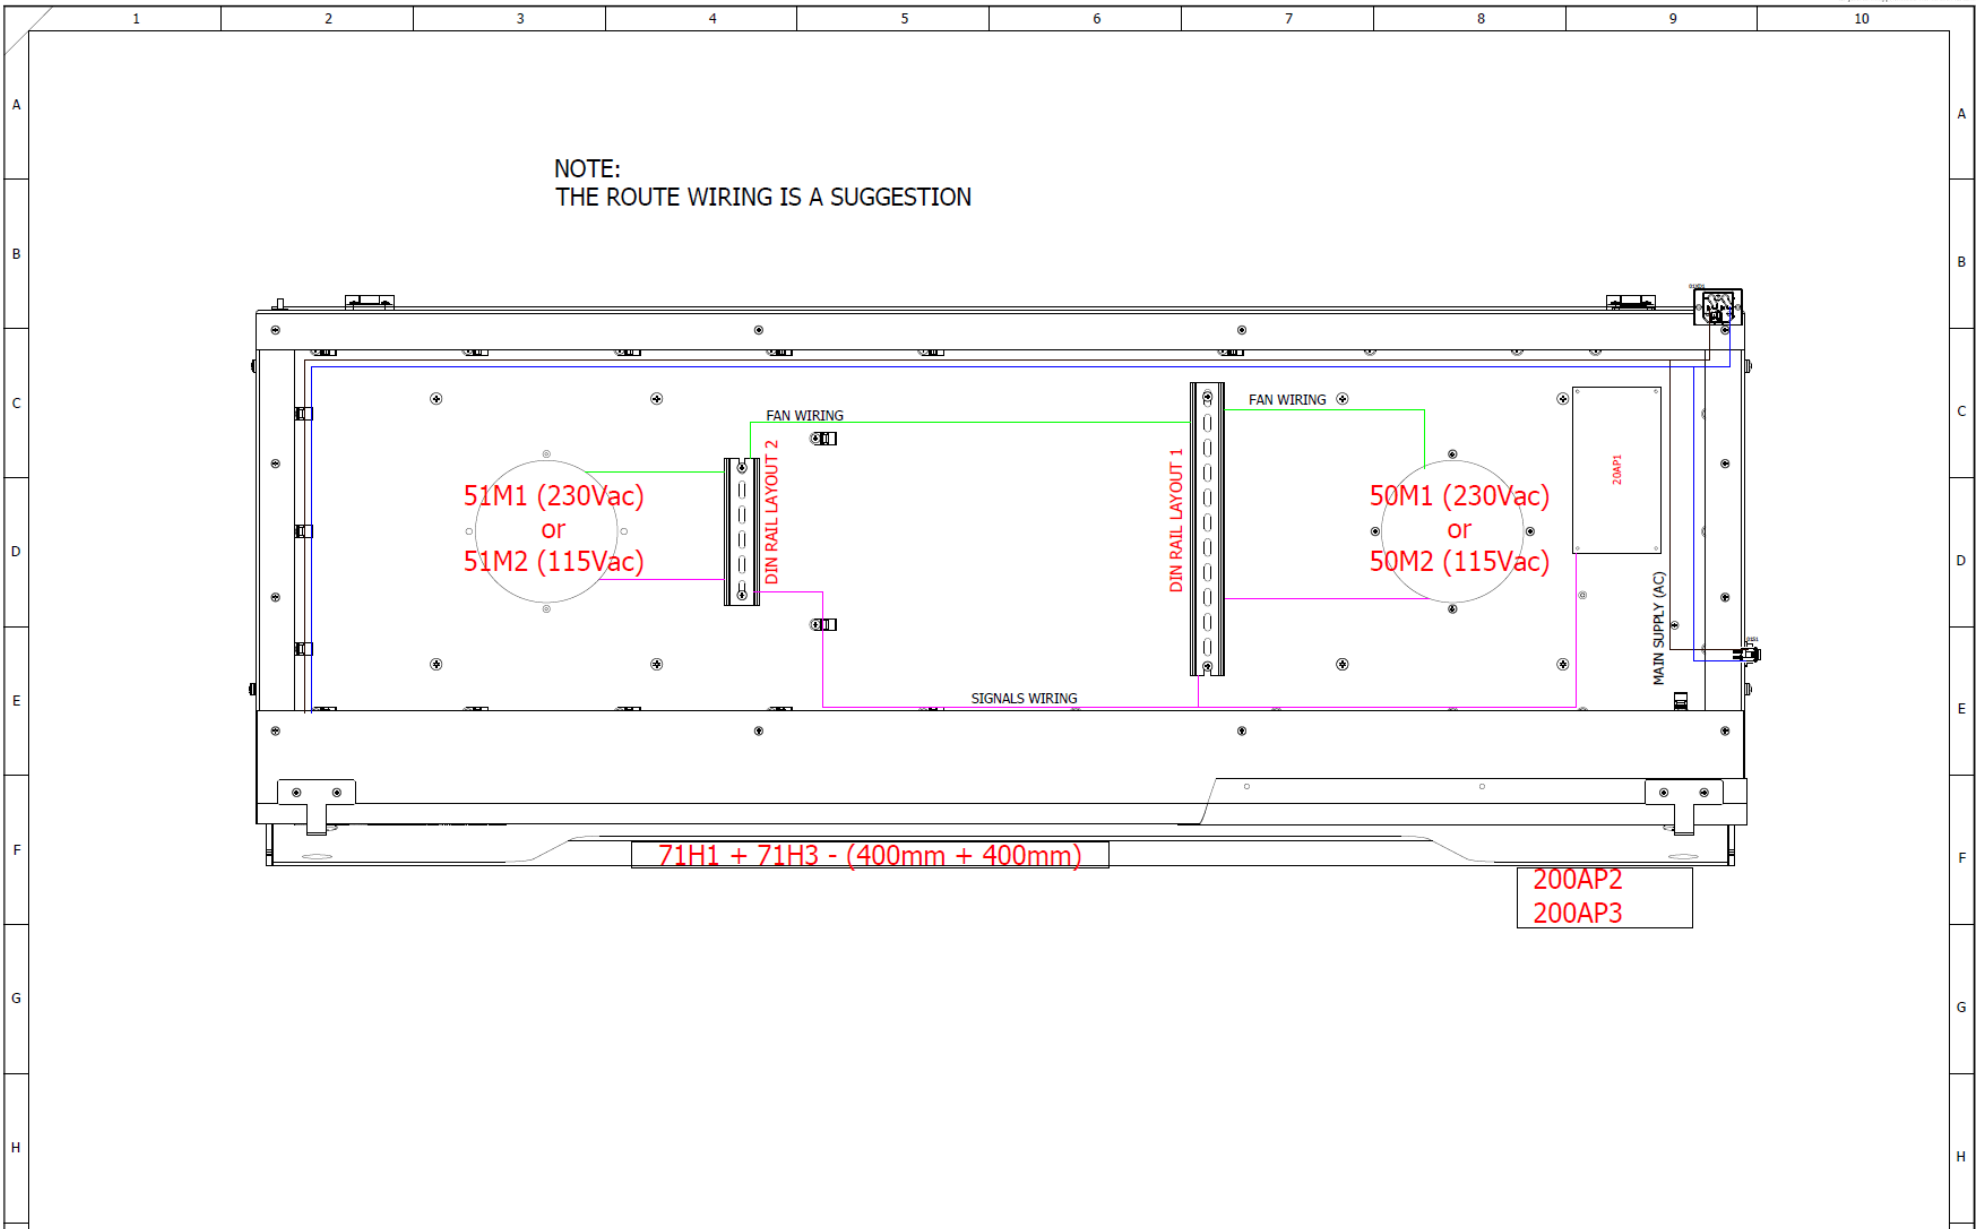 1 2 3 4 5 6 7 8 9 10
A A
NOTE:
THE ROUTE WIRING IS A SUGGESTION
B B
C C
FAN WIRING
FAN WIRING
DIN RAIL LAYOUT 2
DIN RAIL LAYOUT 1
20AP1
51M1 (230Vac)
or
51M2 (115Vac)
50M1 (230Vac)
or
50M2 (115Vac)
D D
MAIN SUPPLY (AC)
SIGNALS WIRING
E E
F F
71H1 + 71H3 - (400mm + 400mm)
200AP2
200AP3
G G
H H